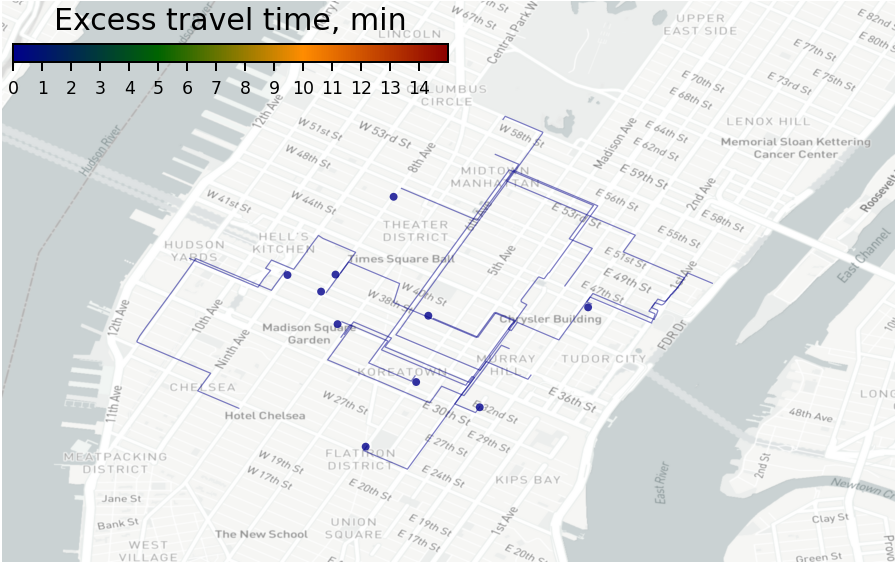 Excess travel time, min
0 1 2 3 4 5 6 7 8 9 10 11 12 13 14
LINCOLN
W 67th St
Central Park W
UPPER
EAST SIDE
E 82nd St
E 80th St
E 77th St
E 75th St
E 73rd St
E 70th St
E 68th St
COLUMBUS
CIRCLE
12th Ave
W 51st St
W 53rd St
W 58th St
Madison Ave
E 64th St
E 62nd St
LENOX HILL
Memorial Sloan Kettering
Cancer Center
Hudson River
W 48th St
8th Ave
MIDTOWN
MANHATTAN
E 59th St
E 56th St
2nd Ave
E 58th St
Roosevelt
W 41st St
W 44th St
6th Ave
E 53rd St
THEATER
DISTRICT
E 55th St
HUDSON
YARDS
HELL'S
KITCHEN
Times Square Ball
5th Ave
E 51st St
E 49th St
E 47th St
1st Ave
East Channel
W 40th St
W 38th St
12th Ave
10th Ave
Ninth Ave
Madison Square
Garden
Chrysler Building
FDR Dr
MURRAY
HILL
TUDOR CITY
CHELSEA
KOREATOWN
11th Ave
W 27th St
Hotel Chelsea
E 30th St
E 32nd St
E 36th St
E 29th St
E 27th St
E 24th St
48th Ave
MEATPACKING
DISTRICT
W 19th St
W 17th St
FLATIRON
DISTRICT
E 20th St
KIPS BAY
East River
2nd St
Newtown C
Jane St
Bank St
The New School
UNION
SQUARE
E 19th St
E 17th St
1st Ave
E 20th St
Clay St
Green St
WEST
VILLAGE